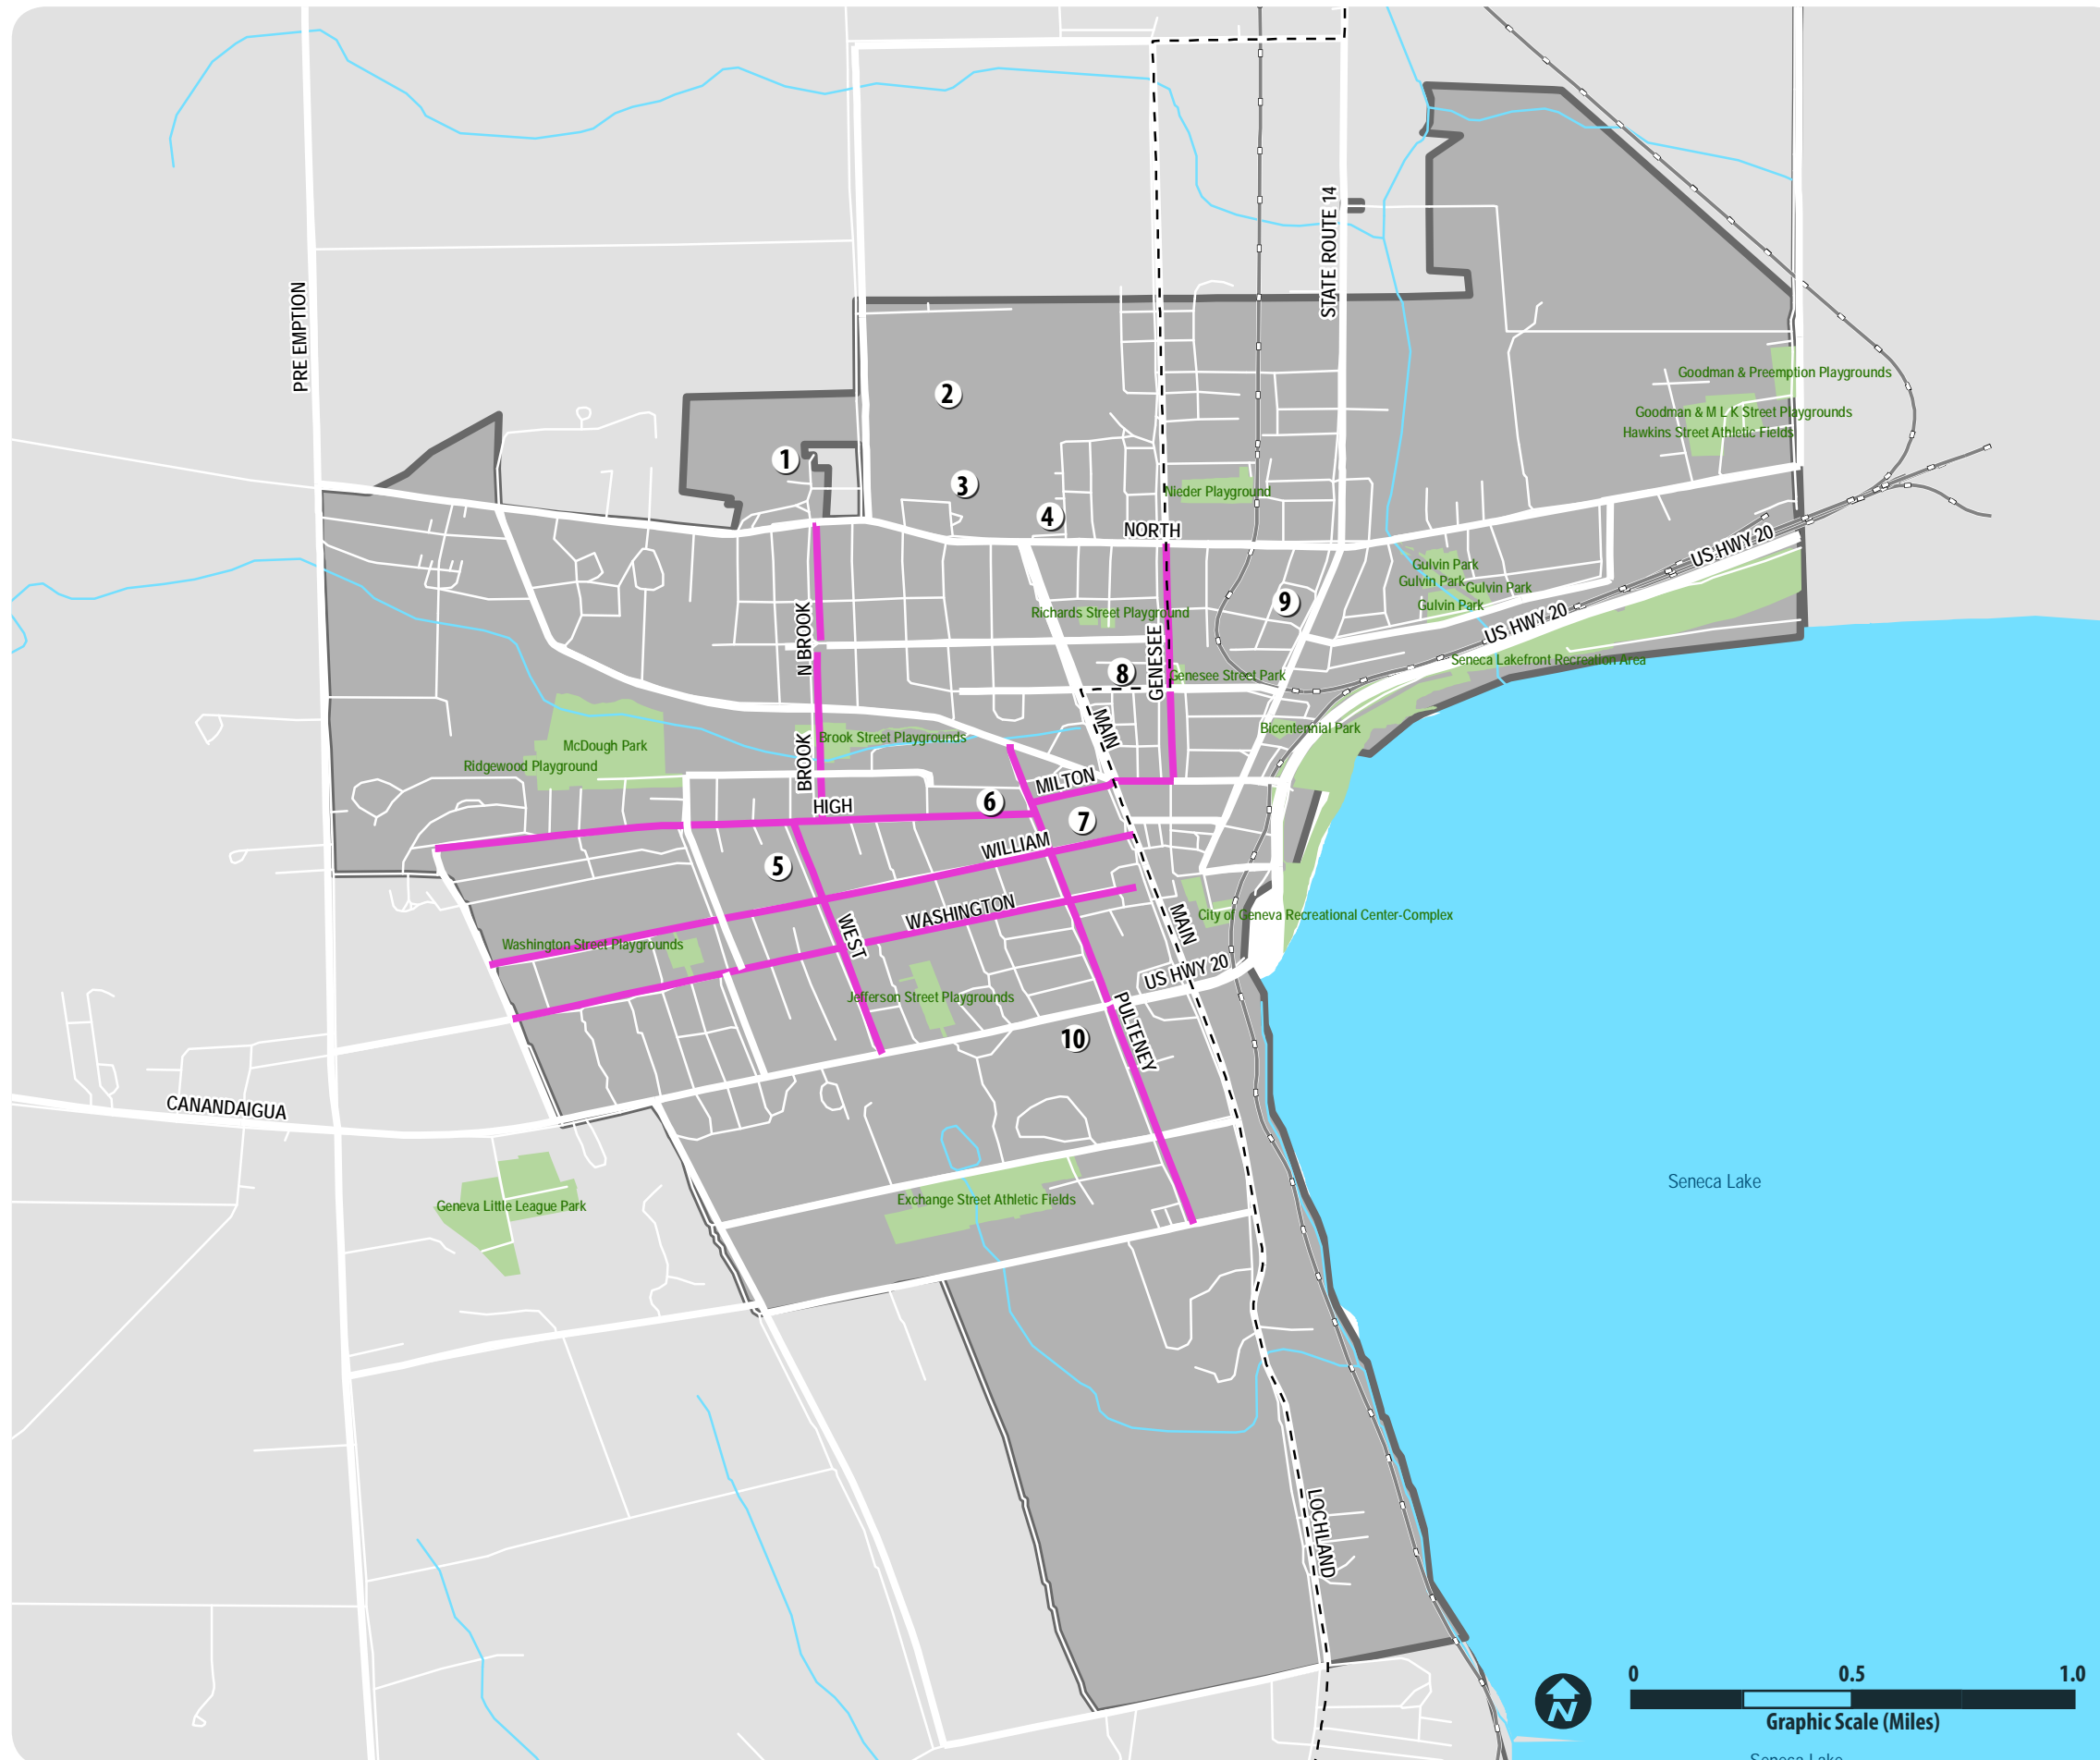 STATE ROUTE 14
PRE EMPTION
Goodman & Preemption Playgrounds
2
Goodman & M L K Street Playgrounds
Hawkins Street Athletic Fields
1
3
Nieder Playground
4
NORTH
US HWY 20
Gulvin Park
Gulvin Park
Gulvin Park
Gulvin Park
9
Richards Street Playground
US HWY 20
N BROOK
GENESEE
Seneca Lakefront Recreation Area
8
Genesee Street Park
MAIN
Bicentennial Park
Brook Street Playgrounds
McDough Park
Ridgewood Playground
BROOK
MILTON
6
HIGH
7
WILLIAM
5
WASHINGTON
City of Geneva Recreational Center-Complex
MAIN
WEST
Washington Street Playgrounds
US HWY 20
Jefferson Street Playgrounds
PULTENEY
10
CANANDAIGUA
Seneca Lake
Exchange Street Athletic Fields
Geneva Little League Park
LOCHLAND
0 0.5 1.0
N
Graphic Scale (Miles)
Seneca Lake